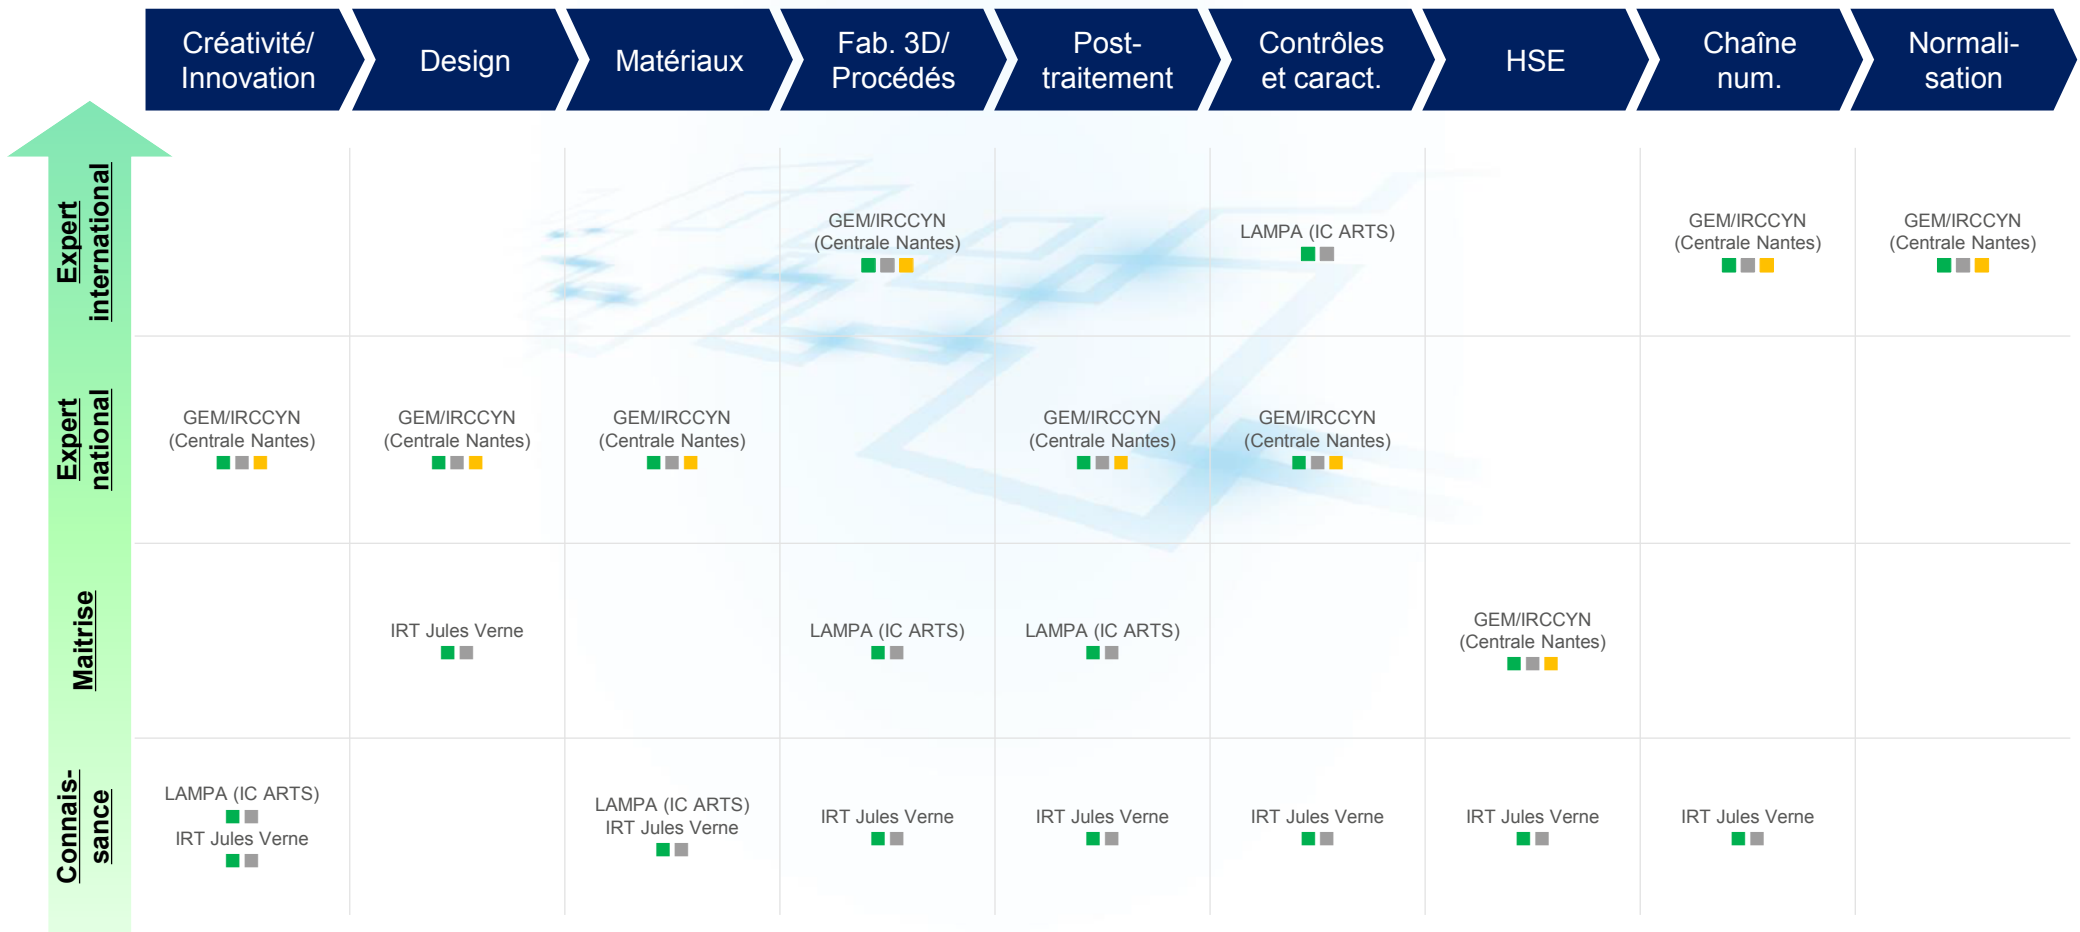 Créativité/
Innovation
Design
Matériaux
Fab. 3D/
Procédés
Post-
traitement
Contrôles
et caract.
HSE
Chaîne
num.
Normali-
sation
Expert
international
GEM/IRCCYN
(Centrale Nantes)
LAMPA (IC ARTS)
GEM/IRCCYN
(Centrale Nantes)
GEM/IRCCYN
(Centrale Nantes)
Expert
national
GEM/IRCCYN
(Centrale Nantes)
GEM/IRCCYN
(Centrale Nantes)
GEM/IRCCYN
(Centrale Nantes)
GEM/IRCCYN
(Centrale Nantes)
GEM/IRCCYN
(Centrale Nantes)
Maitrise
IRT Jules Verne
LAMPA (IC ARTS)
LAMPA (IC ARTS)
GEM/IRCCYN
(Centrale Nantes)
Connais-
sance
LAMPA (IC ARTS)
IRT Jules Verne
LAMPA (IC ARTS)
IRT Jules Verne
IRT Jules Verne
IRT Jules Verne
IRT Jules Verne
IRT Jules Verne
IRT Jules Verne